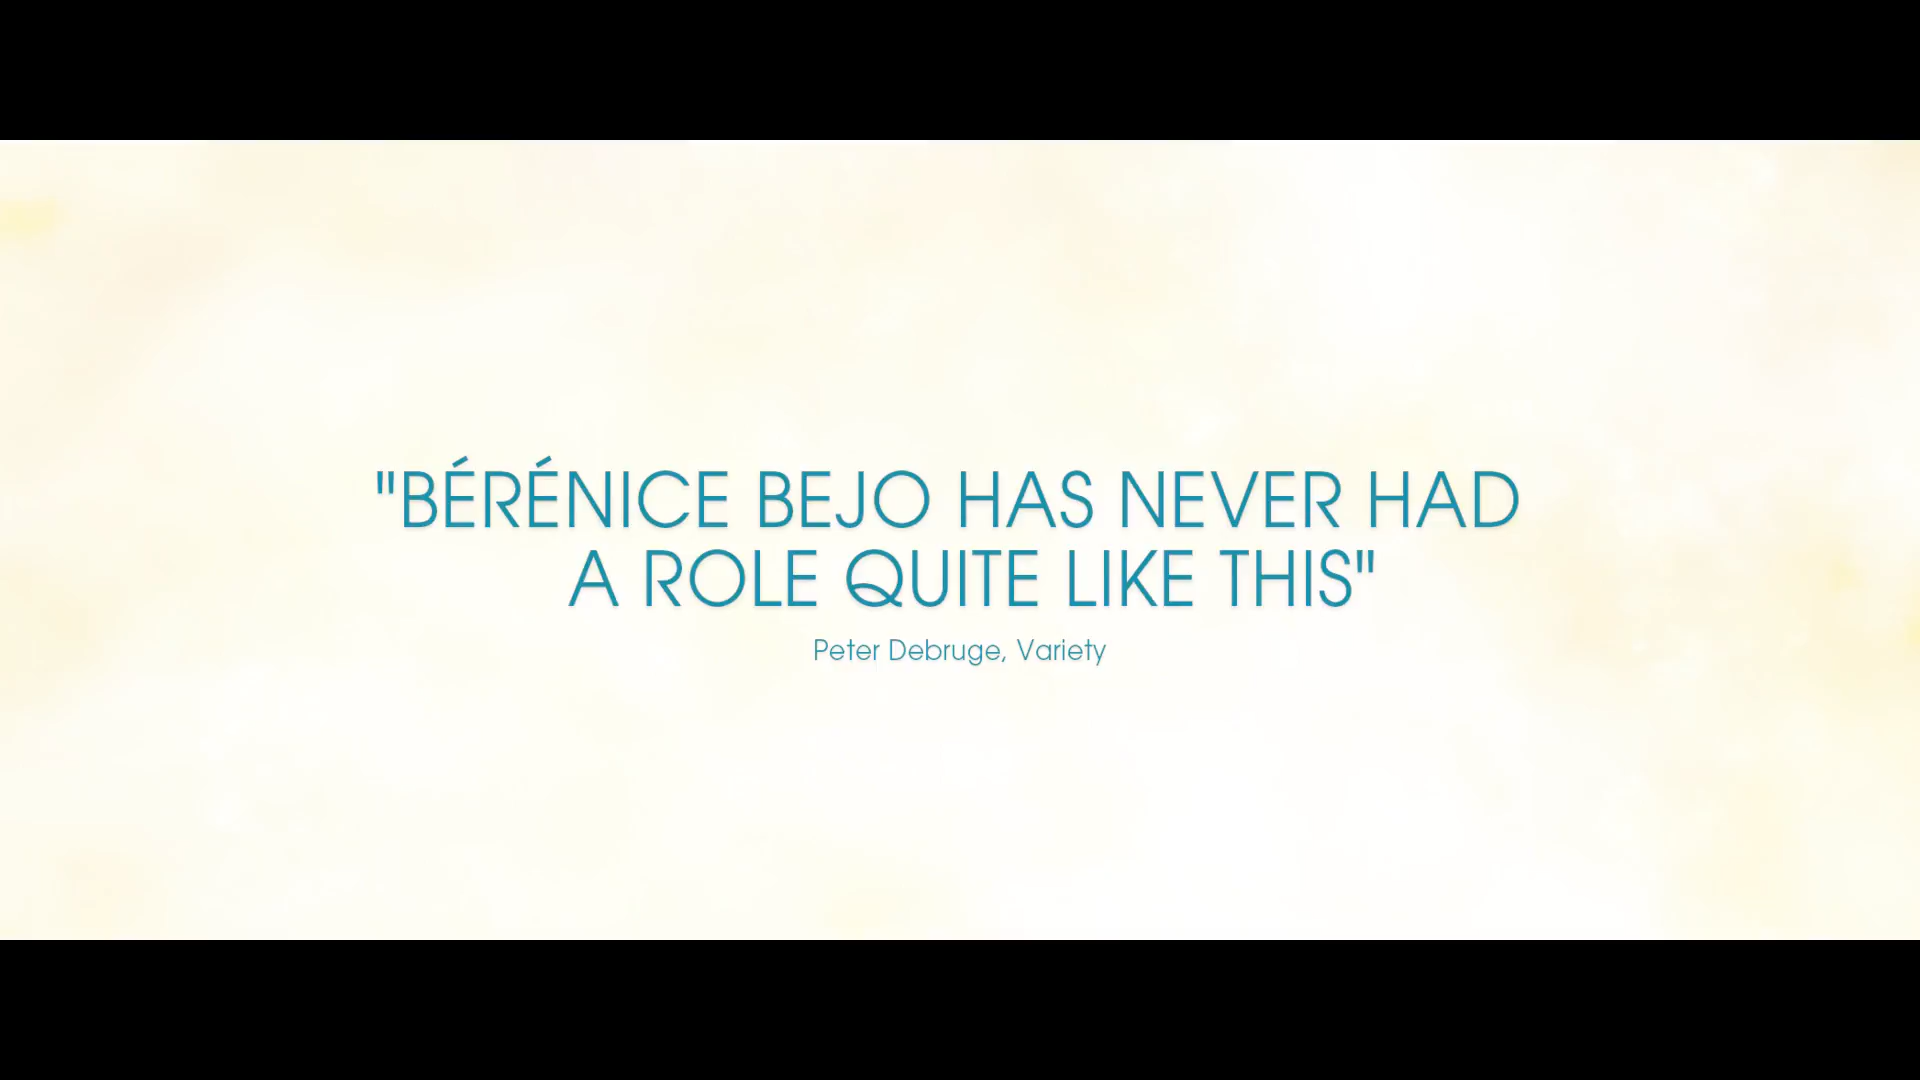 "BÉRÉNICE BEJO HAS NEVER HAD
A ROLE QUITE LIKE THIS"
Peter Debruge, Variety